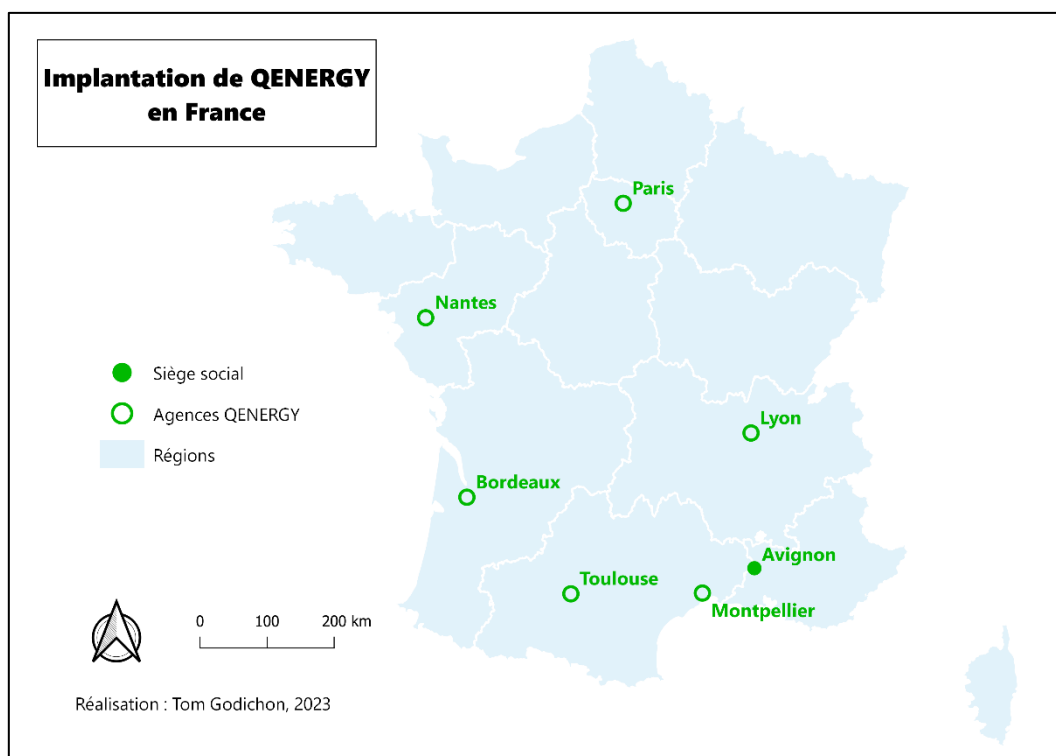 Implantation de QENERGY
en France
Paris
Nantes
Siège social
Agences QENERGY
Régions
Lyon
Bordeaux
Avignon
Toulouse
Montpellier
0 100 200 km
Réalisation : Tom Godichon, 2023